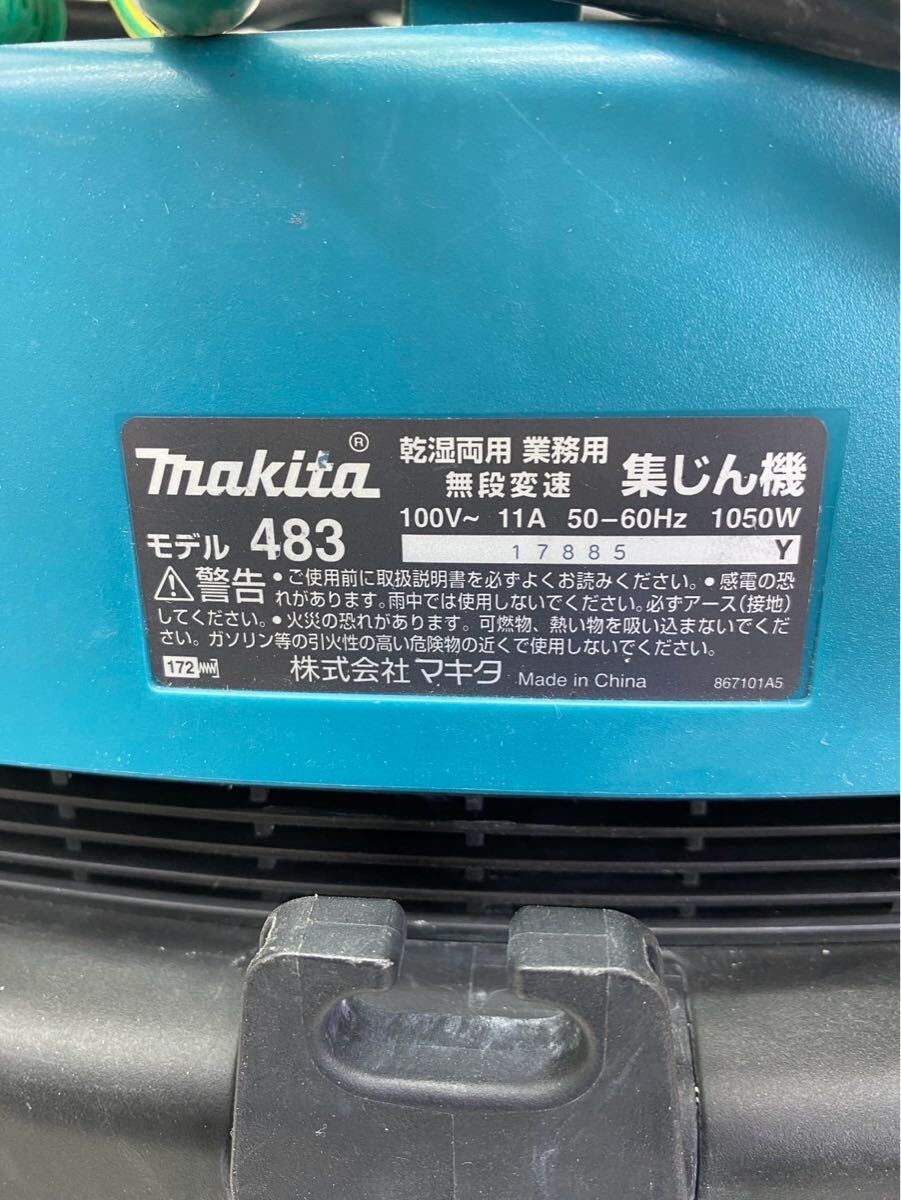 makita® 乾湿両用 業務用 集じん機
無段変速
100V~ 11A 50-60Hz 1050W
モデル 483 17885 Y
⚠警告 •ご使用前に取扱説明書を必ずよくお読みください。•感電の恐
れがあります。雨中では使用しないでください。必ずアース(接地)
してください。•火災の恐れがあります。可燃物、熱い物を吸い込まないでくだ
さい。ガソリン等の引火性の高い危険物の近くで使用しないでください。
172 株式会社 マキタ Made in China 867101A5